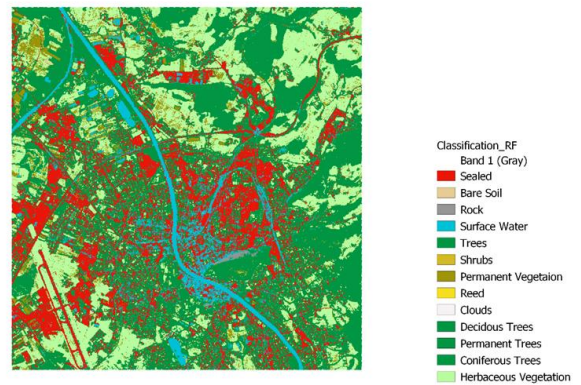 Classification_RF
Band 1 (Gray)
Sealed
Bare Soil
Rock
Surface Water
Trees
Shrubs
Permanent Vegetaion
Reed
Clouds
Decidous Trees
Permanent Trees
Coniferous Trees
Herbaceous Vegetation